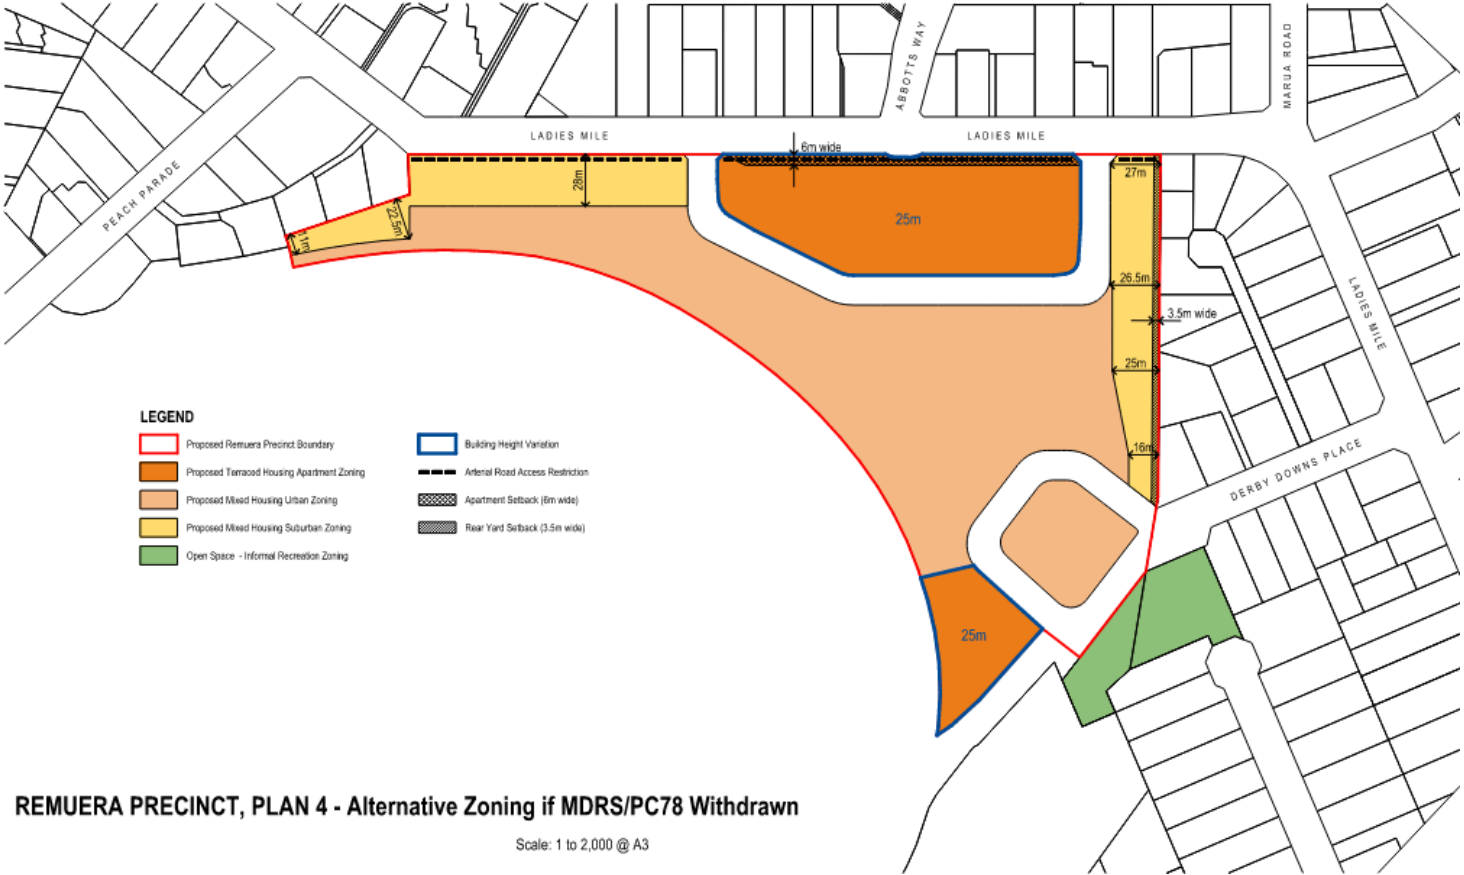 ABBOTTS WAY
MARUA ROAD
LADIES MILE
LADIES MILE
6m wide
PEACH PARADE
28m
27m
22.5m
11m
25m
26.5m
3.5m wide
LADIES MILE
25m
16m
DERBY DOWNS PLACE
25m
LEGEND
Proposed Remuera Precinct Boundary
Proposed Terraced Housing Apartment Zoning
Proposed Mixed Housing Urban Zoning
Proposed Mixed Housing Suburban Zoning
Open Space - Informal Recreation Zoning
Building Height Variation
Arterial Road Access Restriction
Apartment Setback (6m wide)
Rear Yard Setback (3.5m wide)
REMUERA PRECINCT, PLAN 4 - Alternative Zoning if MDRS/PC78 Withdrawn
Scale: 1 to 2,000 @ A3